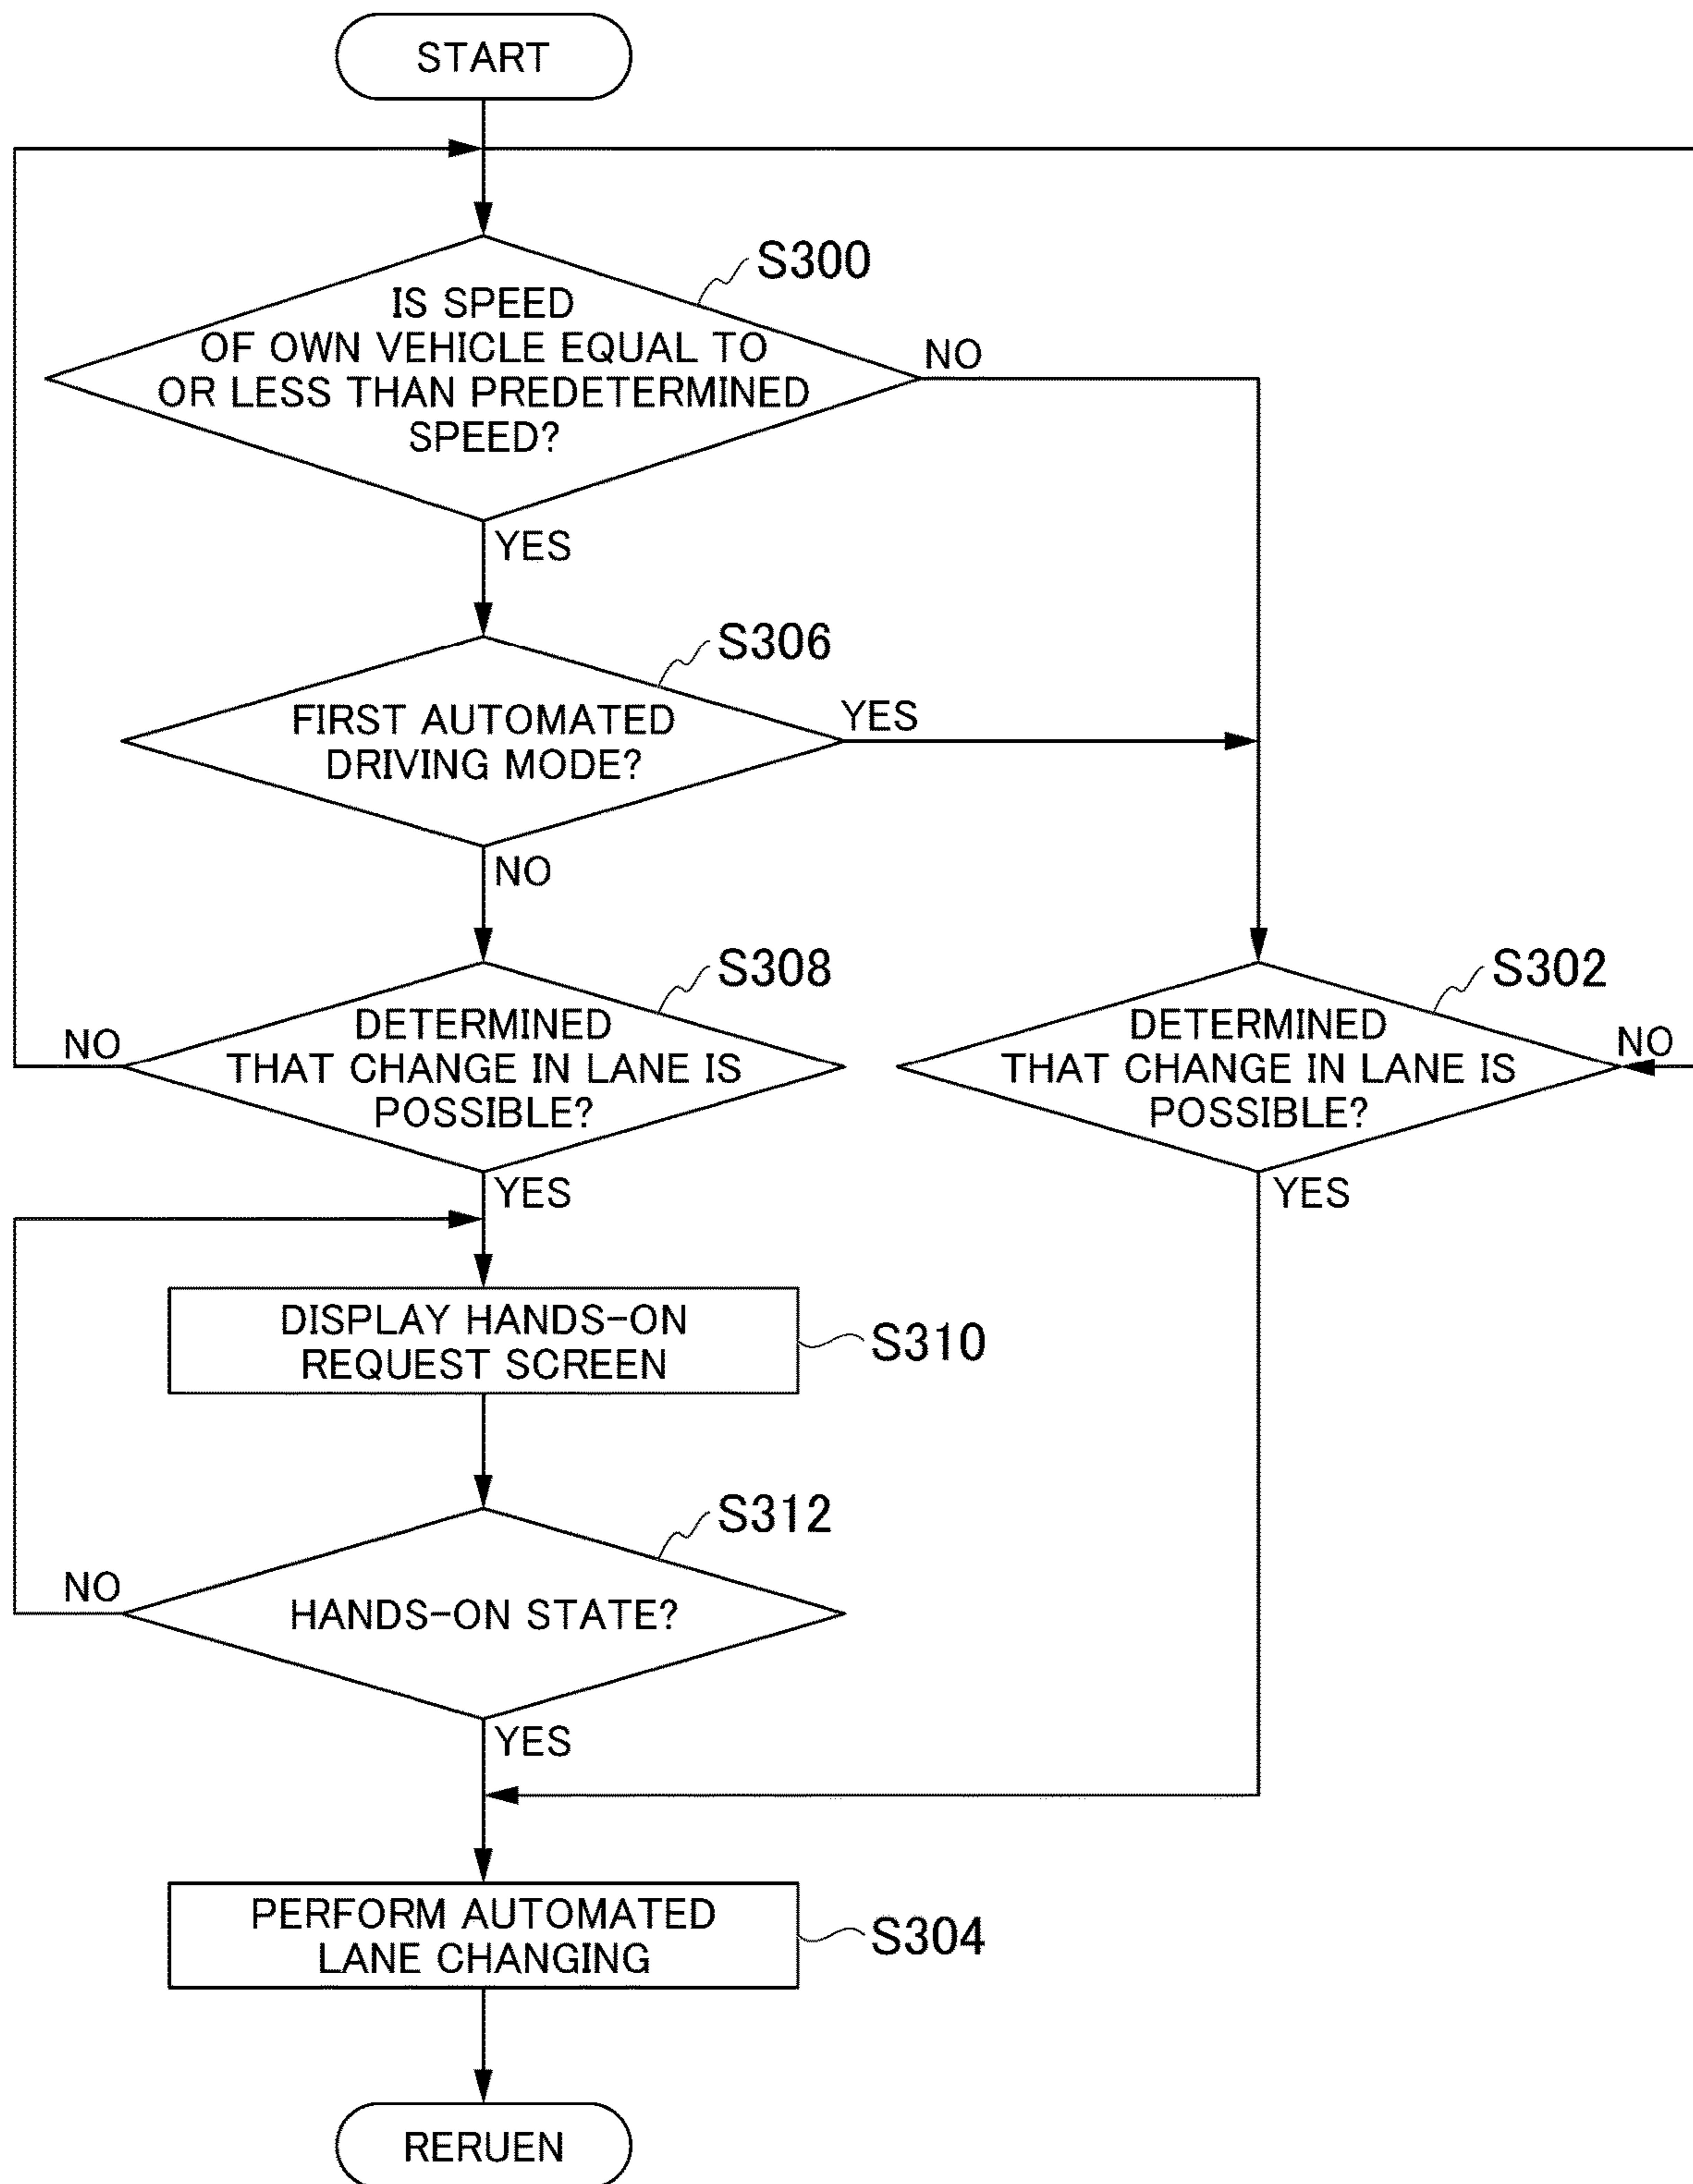 START
S300
IS SPEED
OF OWN VEHICLE EQUAL TO
OR LESS THAN PREDETERMINED
SPEED?
NO
YES
S306
FIRST AUTOMATED
DRIVING MODE?
YES
NO
S308
DETERMINED
THAT CHANGE IN LANE IS
POSSIBLE?
NO
YES
S302
DETERMINED
THAT CHANGE IN LANE IS
POSSIBLE?
NO
YES
DISPLAY HANDS-ON
REQUEST SCREEN
S310
S312
HANDS-ON STATE?
NO
YES
PERFORM AUTOMATED
LANE CHANGING
S304
RERUEN